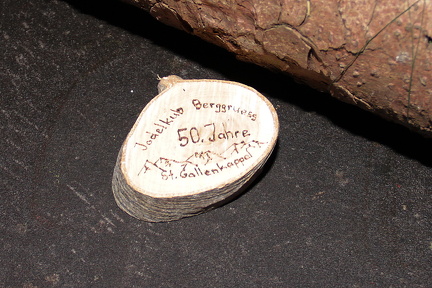 Jodelklub Berggruess
50. Jahre
St. Gallenkappel